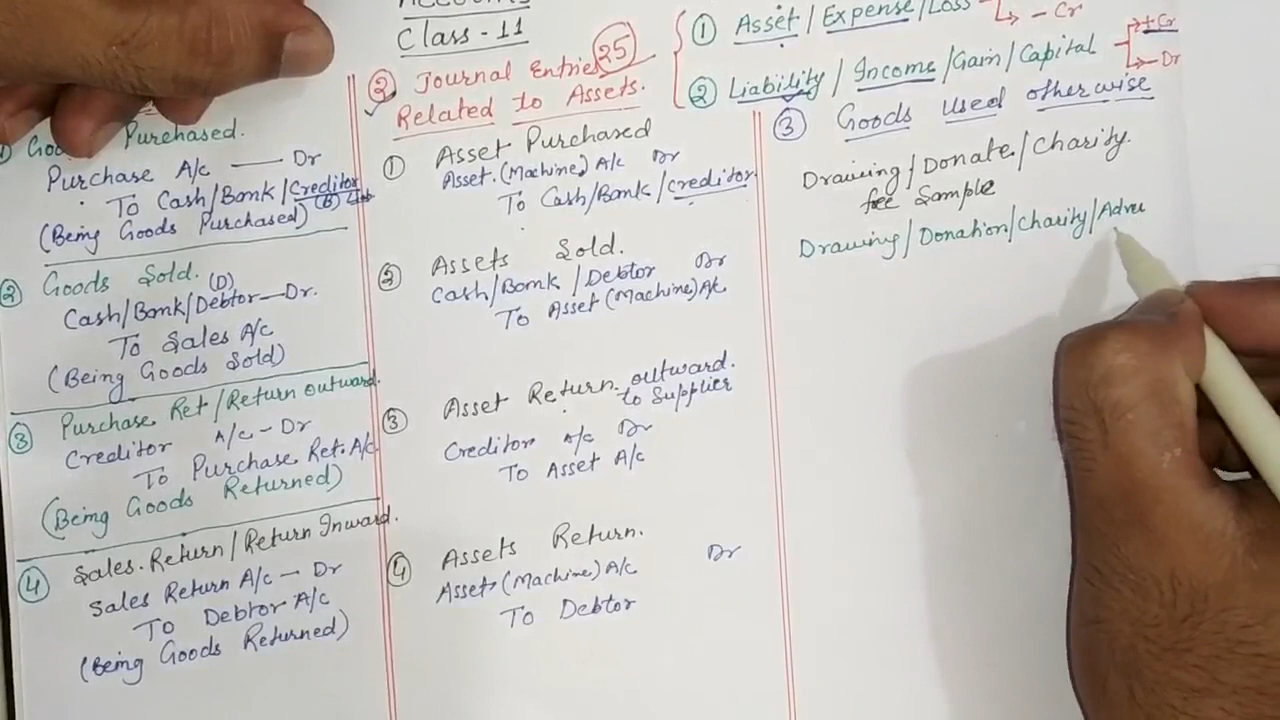 Class - 11
② Journal Entries 25
Related to Assets.
① Asset / Expense / Loss
- Cr
② Liability / Income / Gain / Capital
+ Cr
- Dr
Purchased.
Purchase A/c —— Dr
To Cash/Bank/Creditor
(Being Goods Purchased)
② Goods Sold.
(D)
Cash/Bank/Debtor — Dr.
To Sales A/c
(Being Goods Sold)
③ Purchase Ret / Return outward.
Creditor A/c - Dr
To Purchase Ret. A/c
(Being Goods Returned)
④ Sales. Return / Return Inward.
Sales Return A/c - Dr
To Debtor A/c
(Being Goods Returned)
① Asset Purchased
Asset. (Machine) A/c Dr
To Cash/Bank/creditor.
② Assets Sold.
Cash/Bank/Debtor Dr
To Asset (Machine) A/c
③ Asset Return outward.
to Supplier
Creditor A/c Dr
To Asset A/c
④ Assets Return.
Assets (Machine) A/c Dr
To Debtor
③ Goods used otherwise
Drawing / Donate / Charity.
fee Sample
Drawing / Donation / Charity / Adve